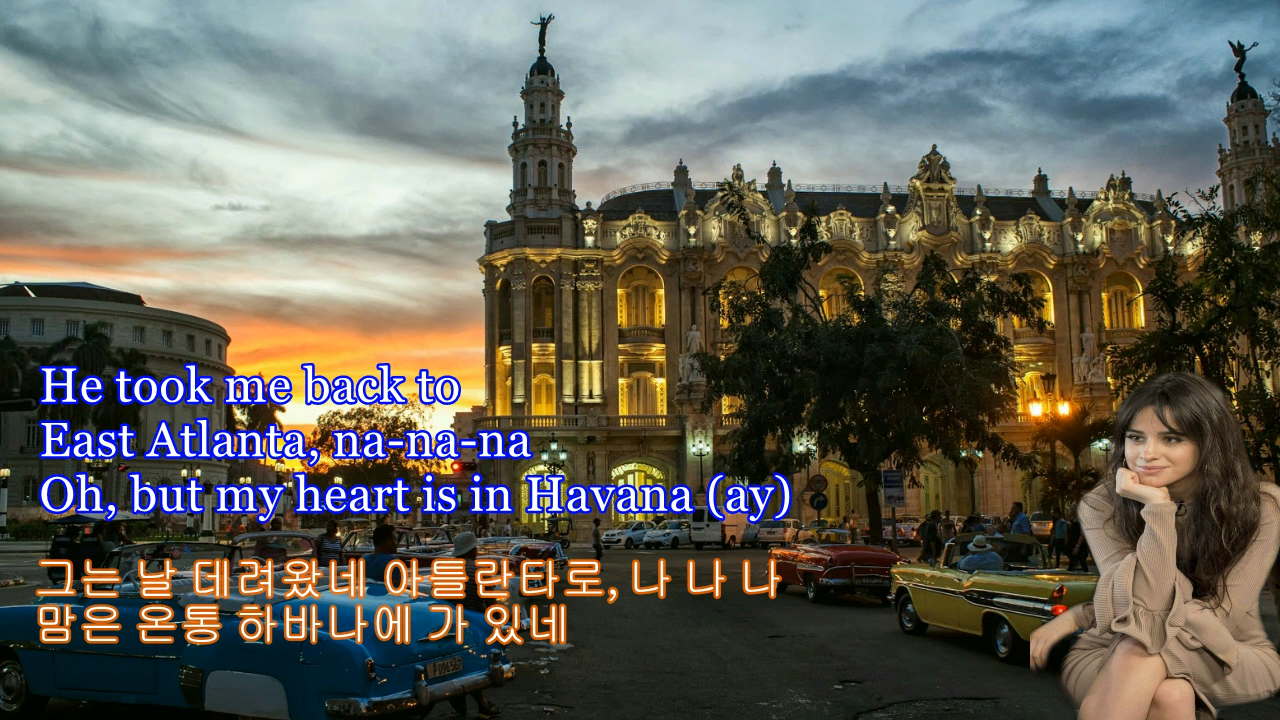 He took me back to
East Atlanta, na-na-na
Oh, but my heart is in Havana (ay)
그는 날 데려왔네 아틀란타로, 나 나 나
맘은 온통 하바나에 가 있네